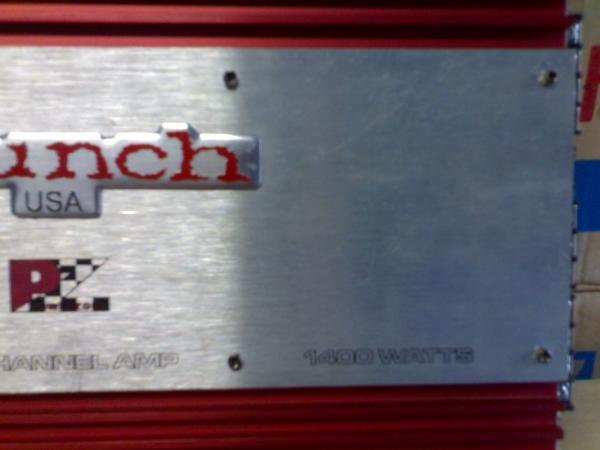 unch
USA
P
HANNEL AMP
1400 WATTS